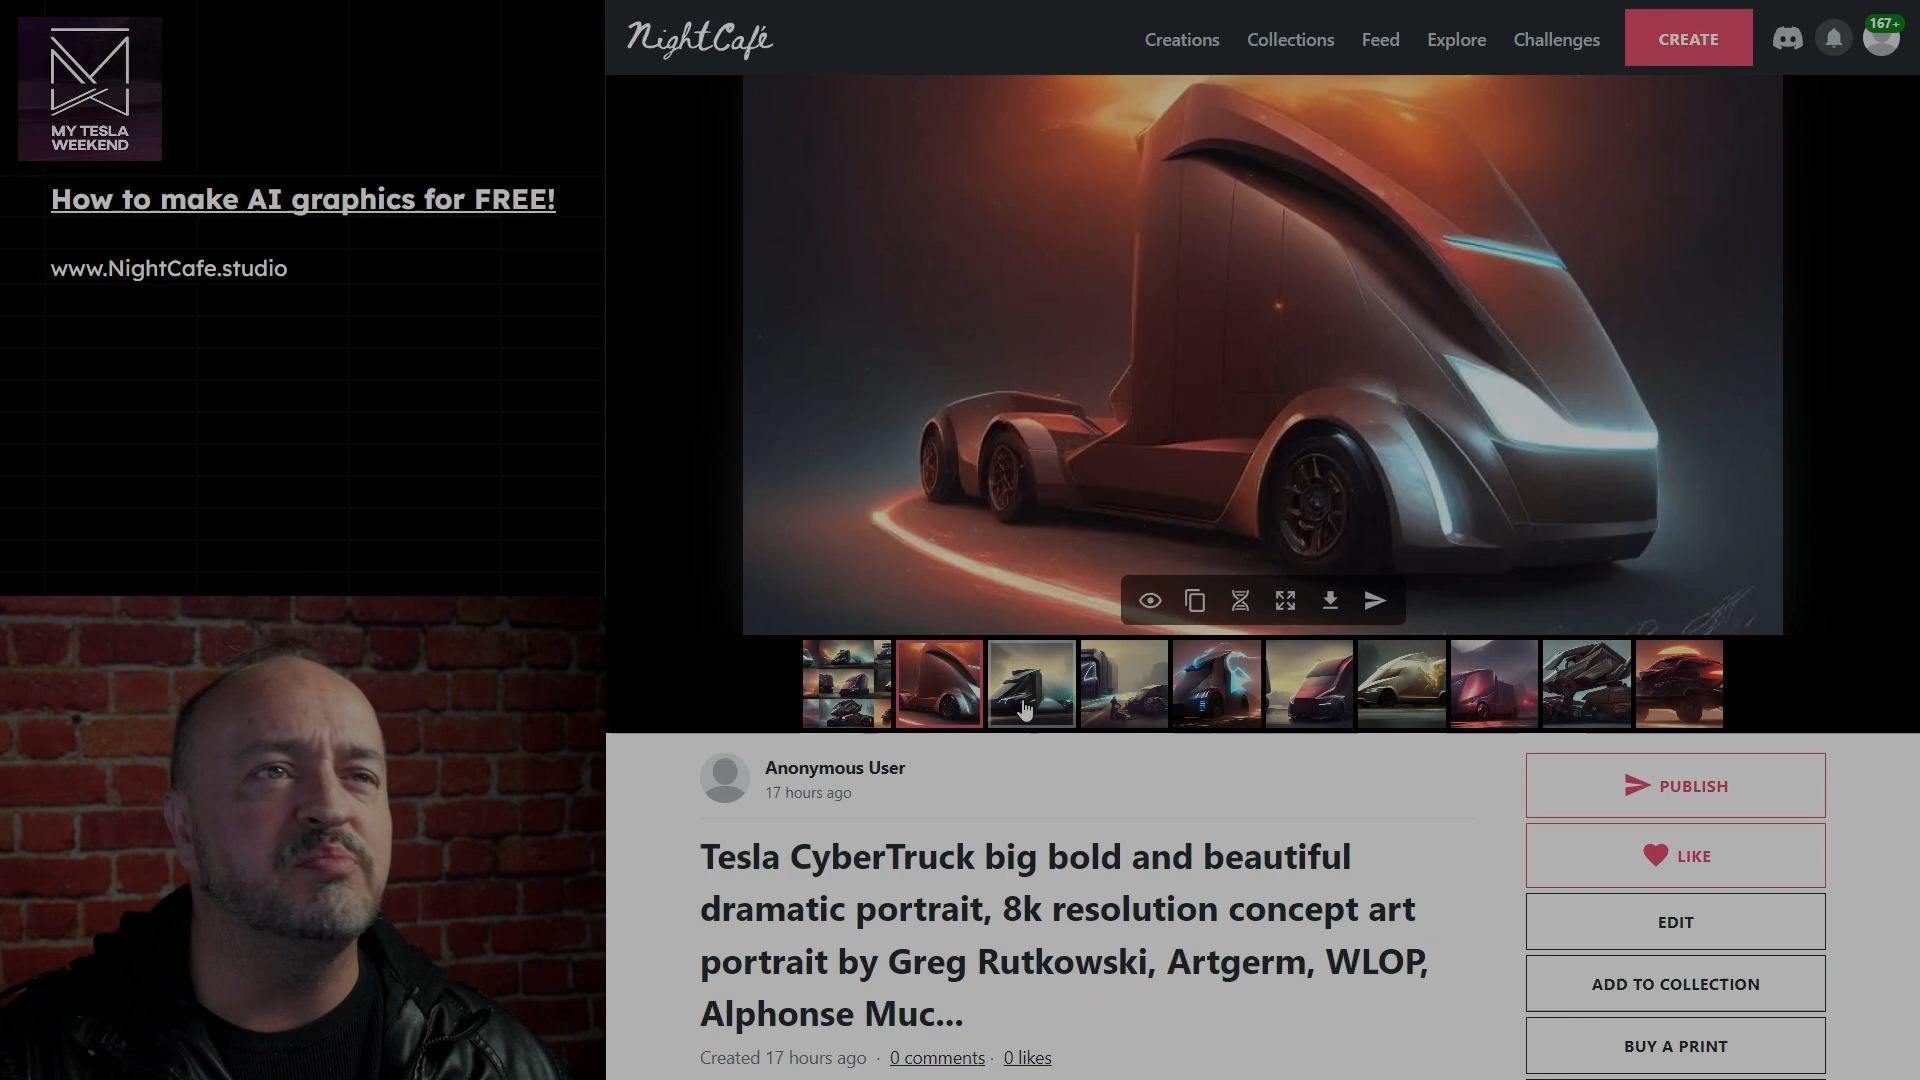 MY TESLA
WEEKEND
How to make AI graphics for FREE!
www.NightCafe.studio
NightCafé
Creations
Collections
Feed
Explore
Challenges
CREATE
167+
Anonymous User
17 hours ago
Tesla CyberTruck big bold and beautiful
dramatic portrait, 8k resolution concept art
portrait by Greg Rutkowski, Artgerm, WLOP,
Alphonse Muc...
Created 17 hours ago · 0 comments · 0 likes
PUBLISH
LIKE
EDIT
ADD TO COLLECTION
BUY A PRINT